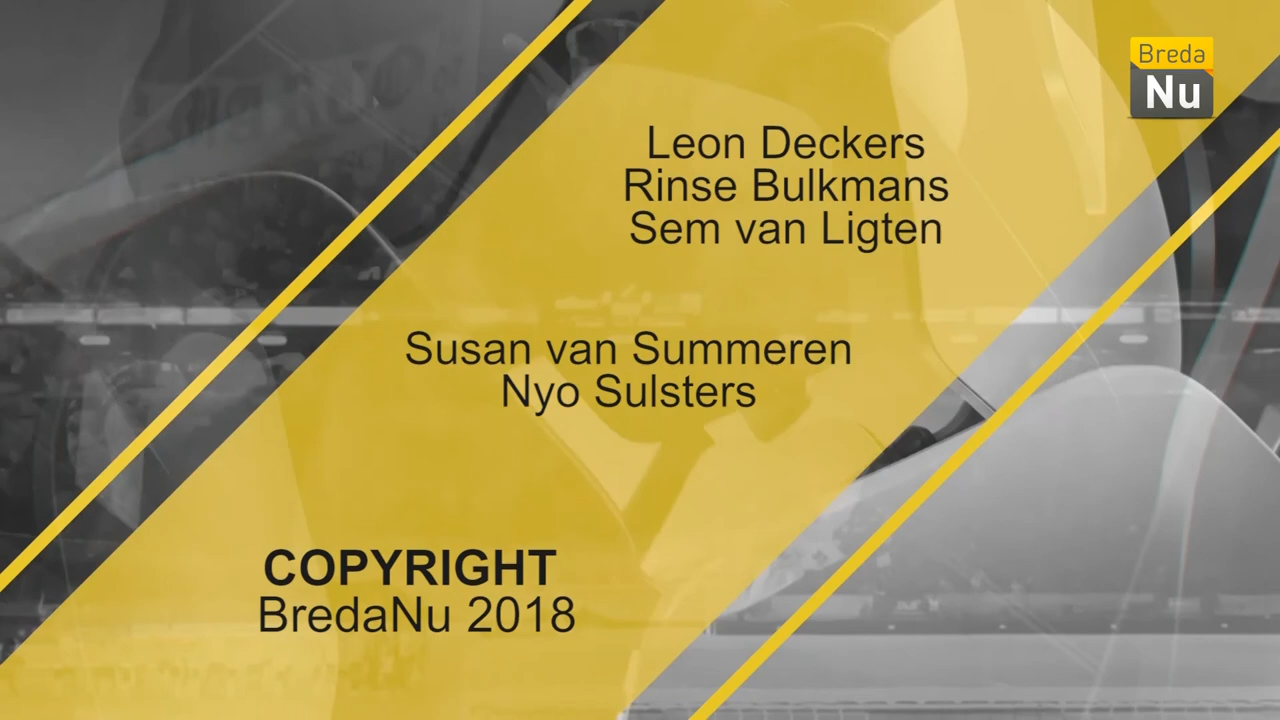 Breda
Nu
Leon Deckers
Rinse Bulkmans
Sem van Ligten
Susan van Summeren
Nyo Sulsters
COPYRIGHT
BredaNu 2018